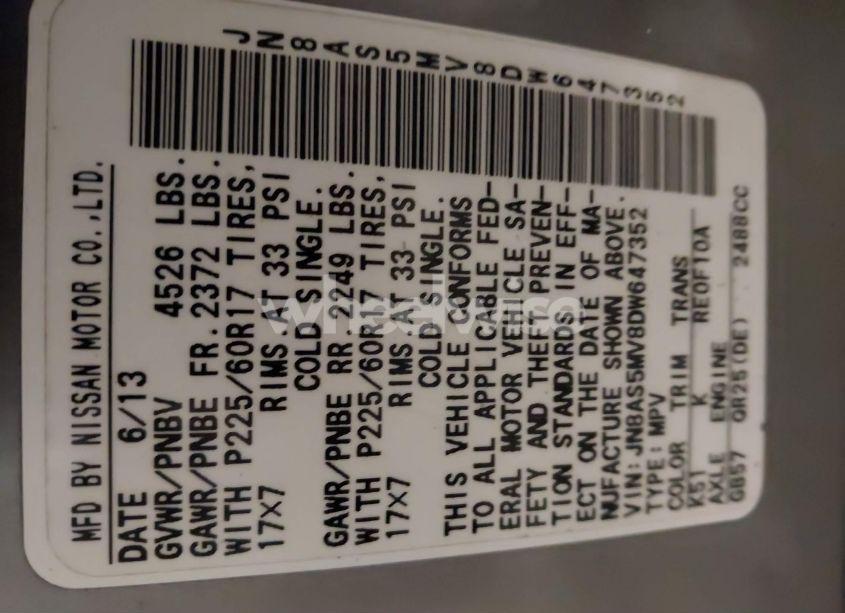 JN8AS5MV8DW647352
MFD BY NISSAN MOTOR CO.,LTD.
DATE 6/13
GVWR/PNBV 4526 LBS.
GAWR/PNBE FR. 2372 LBS.
WITH P225/60R17 TIRES,
17X7 RIMS AT 33 PSI
COLD SINGLE.
GAWR/PNBE RR 2249 LBS.
WITH P225/60R17 TIRES,
17X7 RIMS AT 33 PSI
COLD SINGLE.
THIS VEHICLE CONFORMS
TO ALL APPLICABLE FED-
ERAL MOTOR VEHICLE SA-
FETY AND THEFT PREVEN-
TION STANDARDS IN EFF-
ECT ON THE DATE OF MA-
NUFACTURE SHOWN ABOVE.
VIN:JN8AS5MV8DW647352
TYPE:MPV
COLOR TRIM TRANS
K51 K RE0F10A
AXLE ENGINE
GB57 QR25(DE) 2488CC
wheelwise